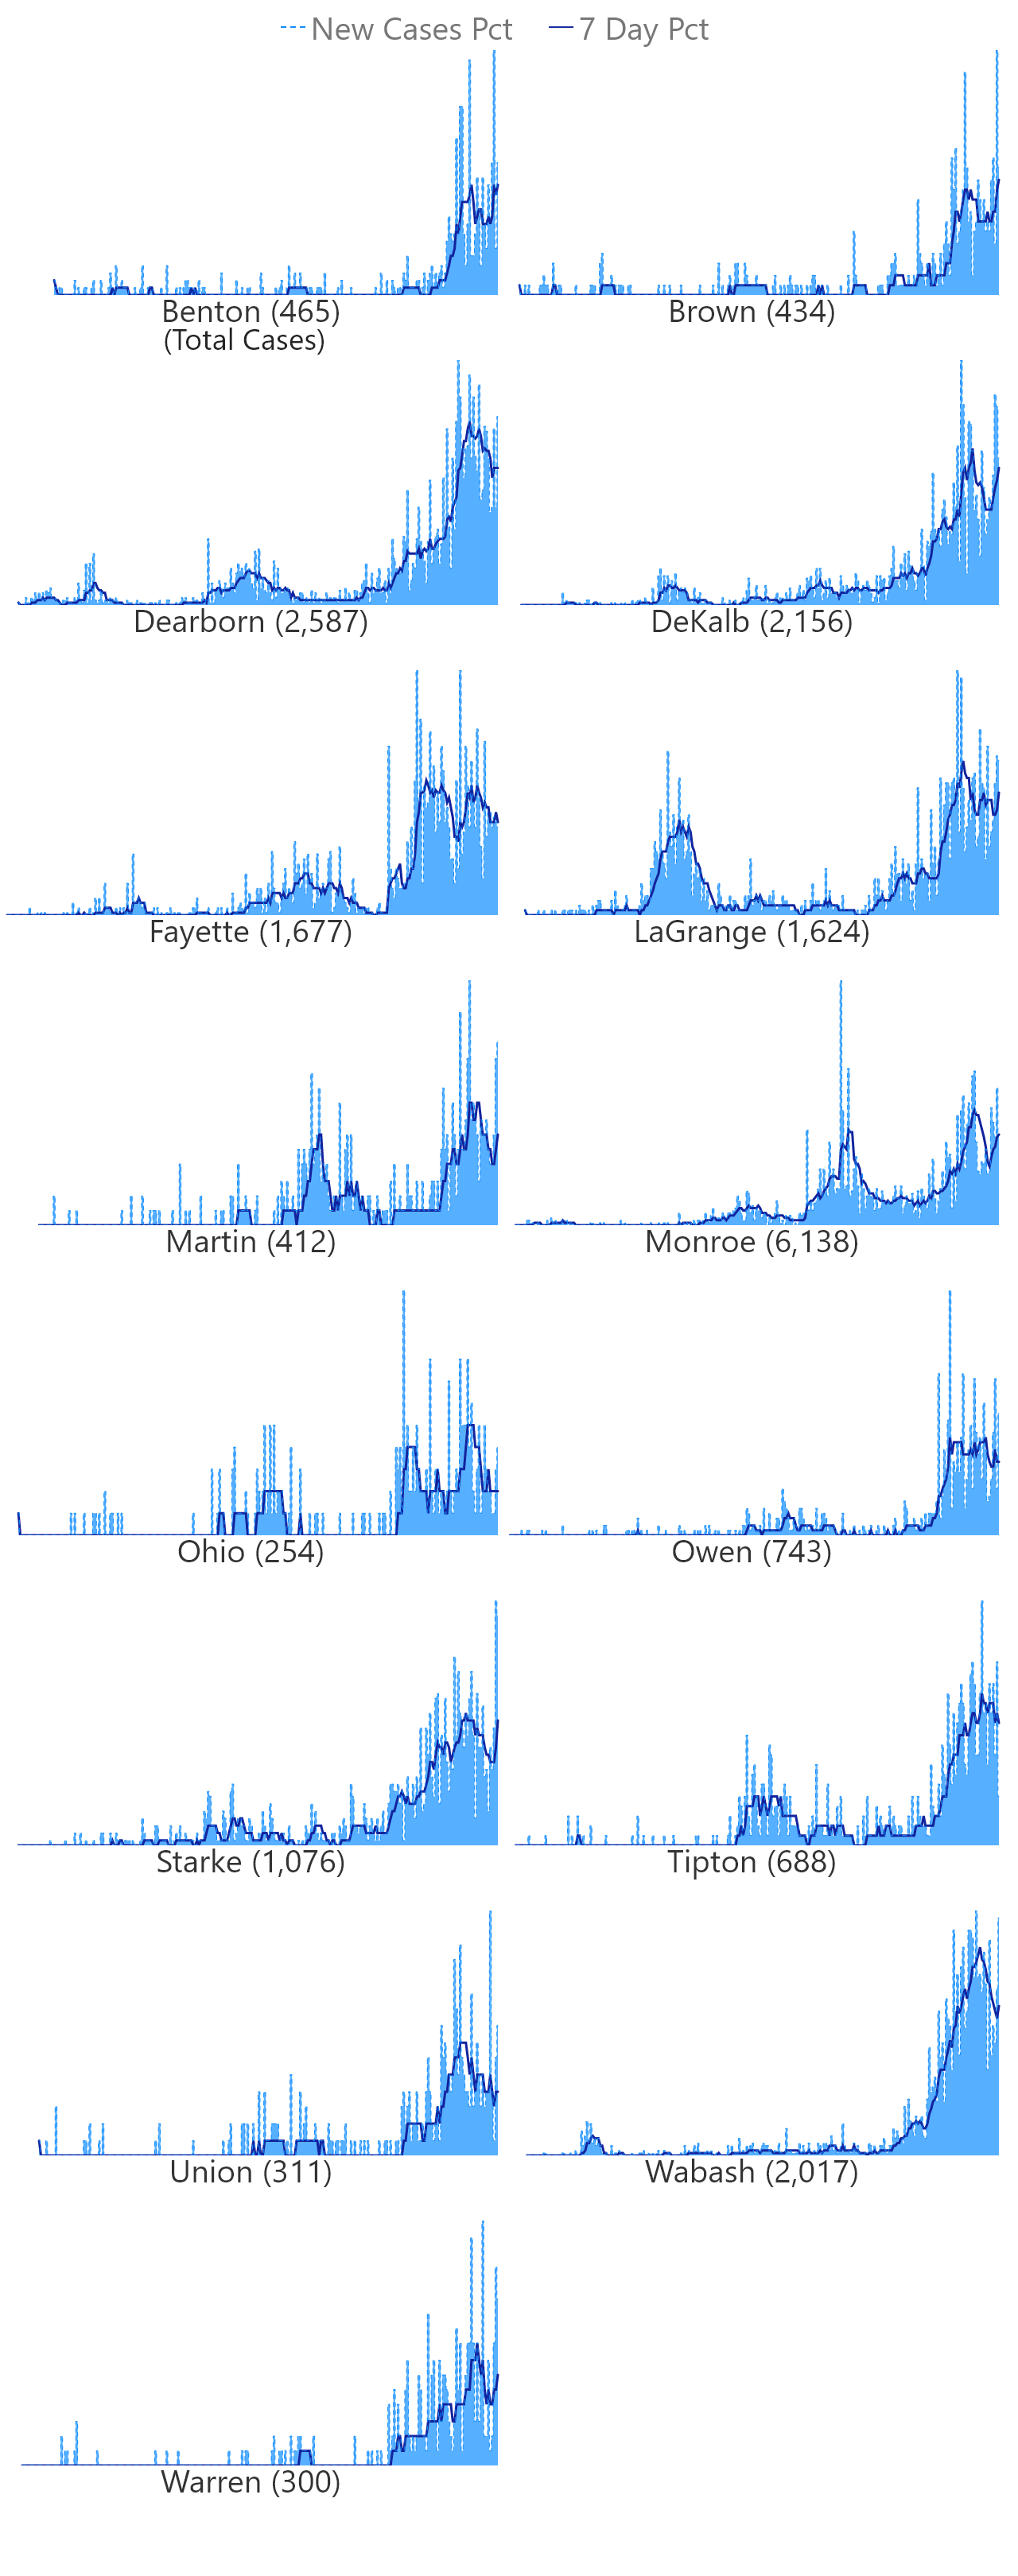 New Cases Pct 7 Day Pct
Benton (465)
(Total Cases)
Brown (434)
Dearborn (2,587)
DeKalb (2,156)
Fayette (1,677)
LaGrange (1,624)
Martin (412)
Monroe (6,138)
Ohio (254)
Owen (743)
Starke (1,076)
Tipton (688)
Union (311)
Wabash (2,017)
Warren (300)